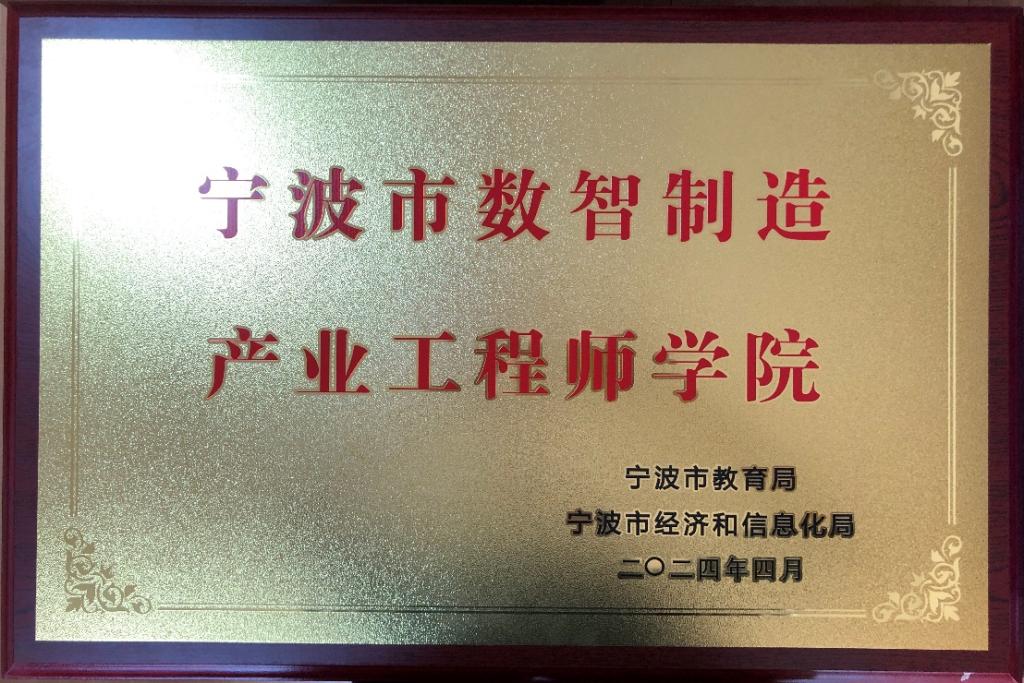 宁波市数智制造
产业工程师学院
宁波市教育局
宁波市经济和信息化局
二〇二四年四月